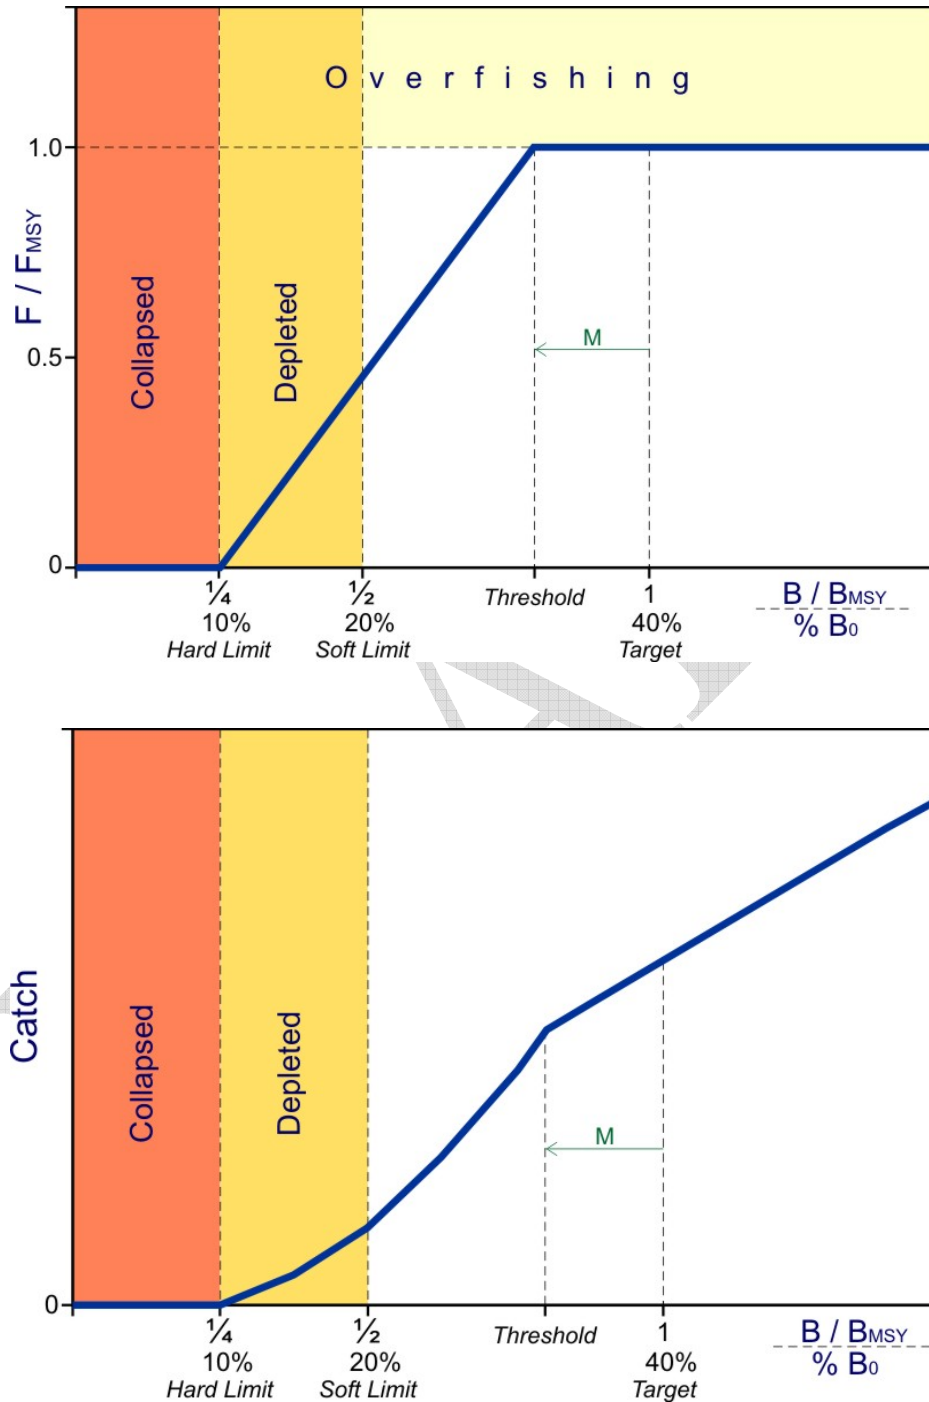 Overfishing
1.0
F / FMSY
Collapsed
Depleted
M
0.5
0
¼
½
Threshold
1
B / BMSY
10%
20%
40%
% B0
Hard Limit
Soft Limit
Target
Catch
Collapsed
Depleted
M
0
¼
½
Threshold
1
B / BMSY
10%
20%
40%
% B0
Hard Limit
Soft Limit
Target